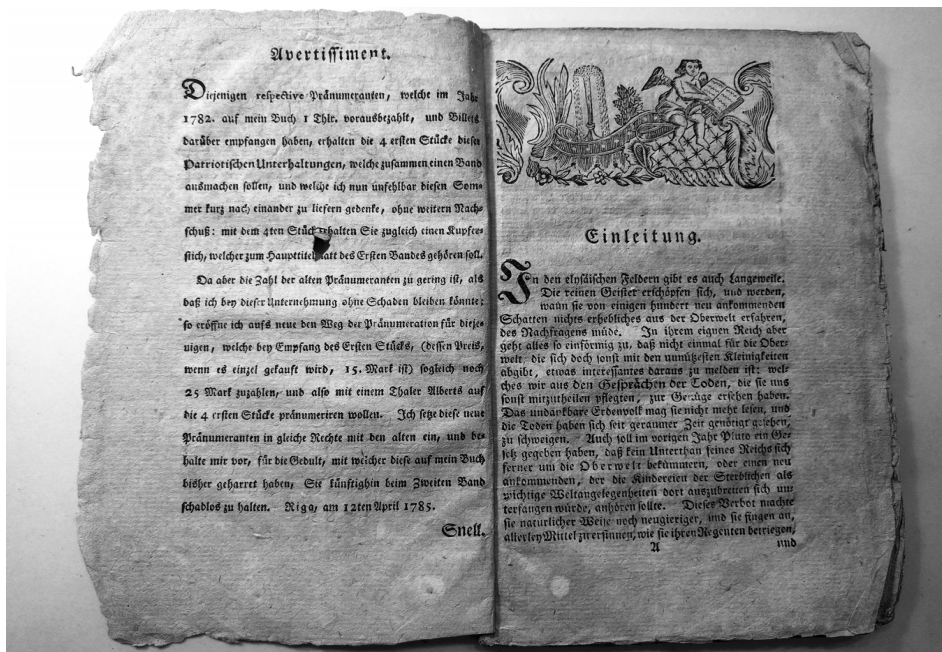 Avertissiment.
Diejenigen respective Pränumeranten, welche im Jahr
1782. auf mein Buch 1 Thlr. vorausbezahlt, und Billets
darüber empfangen haben, erhalten die 4 ersten Stücke dieser
Patriotischen Unterhaltungen, welche zusammen einen Band
ausmachen sollen, und welche ich nun unfehlbar diesen Som-
mer kurz nach einander zu liefern gedenke, ohne weitern Nach-
schuß: mit dem 4ten Stück erhalten Sie zugleich einen Kupfer-
stich, welcher zum Haupttitelblatt des Ersten Bandes gehören soll.
Da aber die Zahl der alten Pränumeranten zu gering ist, als
daß ich bey dieser Unternehmung ohne Schaden bleiben könnte;
so eröffne ich aufs neue den Weg der Pränumeration für dieje-
nigen, welche bey Empfang des Ersten Stücks, (dessen Preis,
wenn es einzel gekauft wird, 15. Mark ist) sogleich noch
25 Mark zuzahlen, und also mit einem Thaler Alberts auf
die 4 ersten Stücke pränumeriren wollen. Ich setze diese neue
Pränumeranten in gleiche Rechte mit den alten ein, und be-
halte mir vor, für die Gedult, mit welcher diese auf mein Buch
bisher geharret haben, Sie künftighin beim Zweiten Band
schadlos zu halten. Riga, am 12ten April 1785.
Snell.
Einleitung.
In den elysäischen Feldern gibt es auch Langeweile.
Die reinen Geister erschöpfen sich, und werden,
wann sie von einigen hundert neu ankommenden
Schatten nichts erhebliches aus der Oberwelt erfahren,
des Nachfragens müde. In ihrem eignen Reich aber
geht alles so einförmig zu, daß nicht einmal für die Ober-
welt, die sich doch sonst mit den unnützesten Kleinigkeiten
abgibt, etwas interessantes daraus zu melden ist: wel-
ches wir aus den Gesprächen der Toden, die sie uns
sonst mitzutheilen pflegten, zur Genüge ersehen haben.
Das undankbare Erdenvolk mag sie nicht mehr lesen, und
die Toden haben sich seit geraumer Zeit genötigt gesehen,
zu schweigen. Auch soll im vorigen Jahr Pluto ein Ge-
setz gegeben haben, daß kein Unterthan seines Reichs sich
ferner um die Oberwelt bekümmern, oder einen neu
ankommenden, der die Kindereien der Sterblichen als
wichtige Weltangelegenheiten dort auszubreiten sich un-
terfangen würde, anhören sollte. Dieses Verbot machte
sie natürlicher Weise noch neugieriger, und sie fingen an,
allerley Mittel zu ersinnen, wie sie ihren Regenten betriegen,
A und